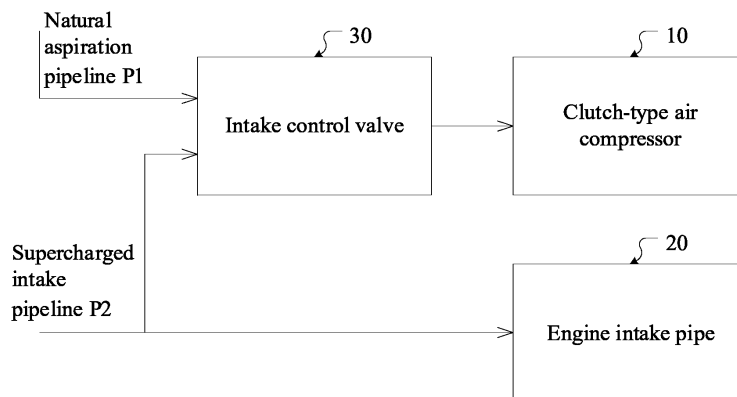 Natural
aspiration
pipeline P1
30
10
Intake control valve
Clutch-type air
compressor
Supercharged
intake
pipeline P2
20
Engine intake pipe